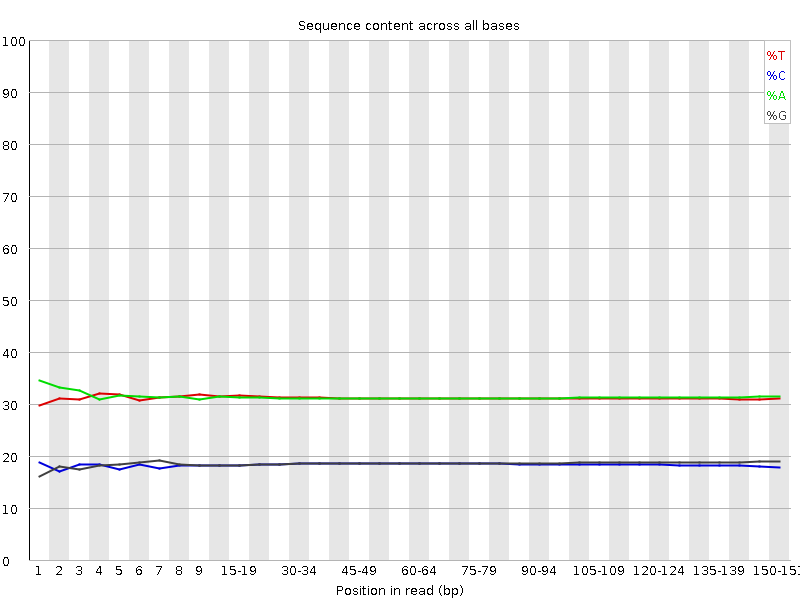 Sequence content across all bases
100
90
80
70
60
50
40
30
20
10
0
%T
%C
%A
%G
1 2 3 4 5 6 7 8 9 15-19 30-34 45-49 60-64 75-79 90-94 105-109 120-124 135-139 150-151
Position in read (bp)